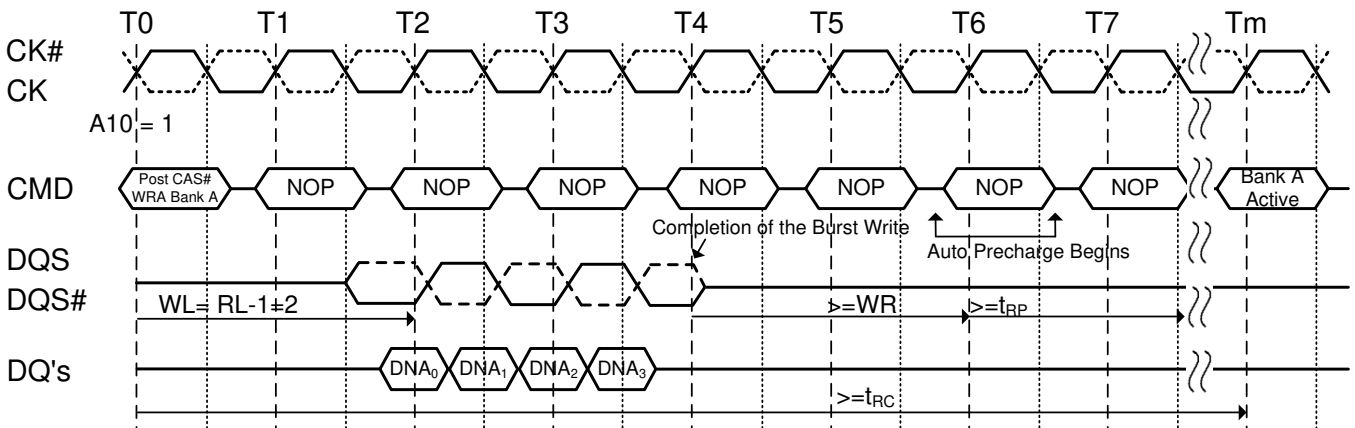 T0 T1 T2 T3 T4 T5 T6 T7 Tm
CK#
CK
A10 = 1
CMD
Post CAS#
WRA Bank A
NOP NOP NOP NOP NOP NOP NOP
Bank A
Active
Completion of the Burst Write
Auto Precharge Begins
DQS
DQS#
WL= RL-1=2
>=WR
>=tRP
DQ's
DNA0 DNA1 DNA2 DNA3
>=tRC